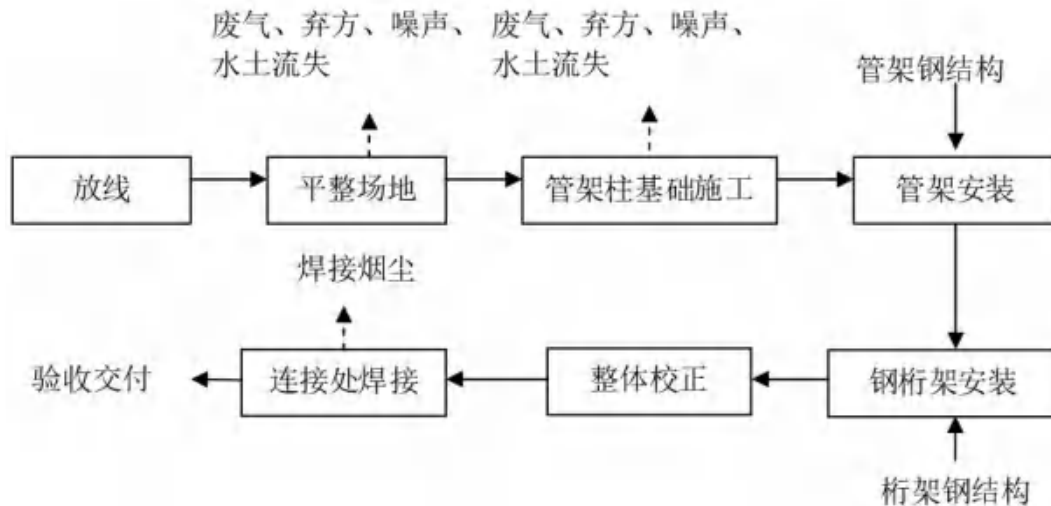 废气、弃方、噪声、
水土流失
废气、弃方、噪声、
水土流失
管架钢结构
放线
平整场地
管架柱基础施工
管架安装
焊接烟尘
验收交付
连接处焊接
整体校正
钢桁架安装
桁架钢结构